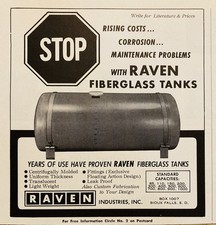 Write for Literature & Prices
STOP
RISING COSTS...
CORROSION...
MAINTENANCE PROBLEMS
WITH RAVEN
FIBERGLASS TANKS
YEARS OF USE HAVE PROVEN RAVEN FIBERGLASS TANKS
• Centrifugally Molded
• Uniform Thickness
• Translucent
• Light Weight
• Fittings (Exclusive
Floating Action Design)
• Leak Proof
Also Custom Fabrication
to Your Design
STANDARD
CAPACITIES:
RAVEN INDUSTRIES, INC.
BOX 1007
SIOUX FALLS, S. D.
For Free Information Circle No. 2 on Postcard